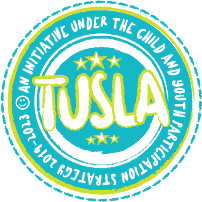 ☺ AN INITIATIVE UNDER THE CHILD AND YOUTH PARTICIPATION STRATEGY 2019-2023
TUSLA